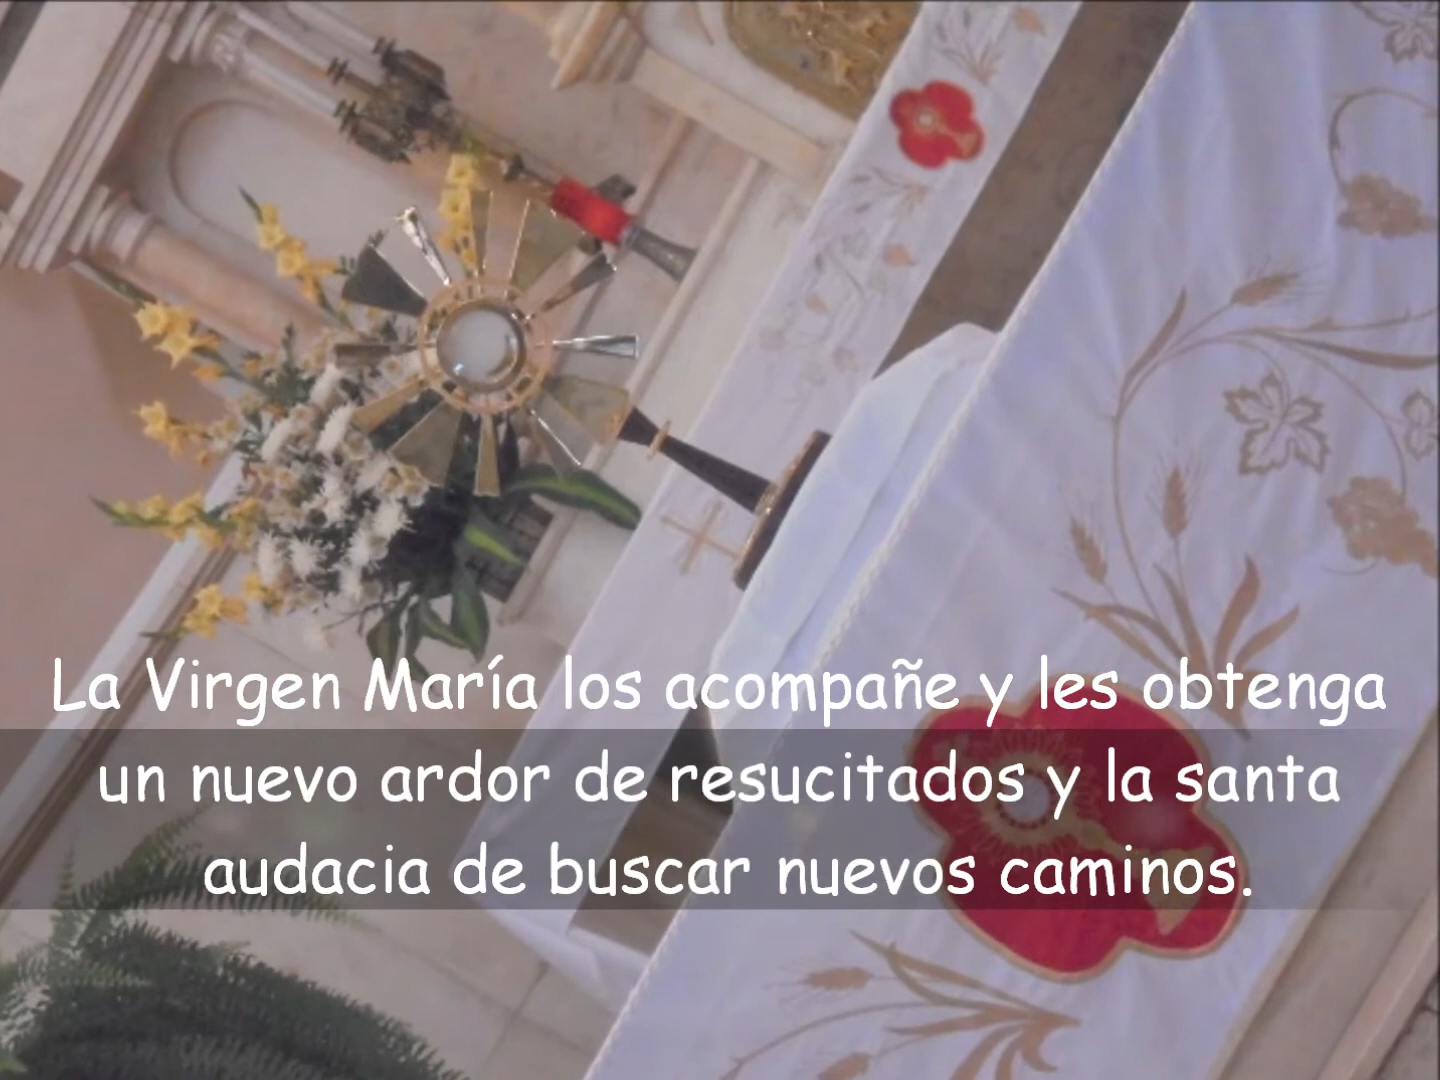 La Virgen María los acompañe y les obtenga
un nuevo ardor de resucitados y la santa
audacia de buscar nuevos caminos.